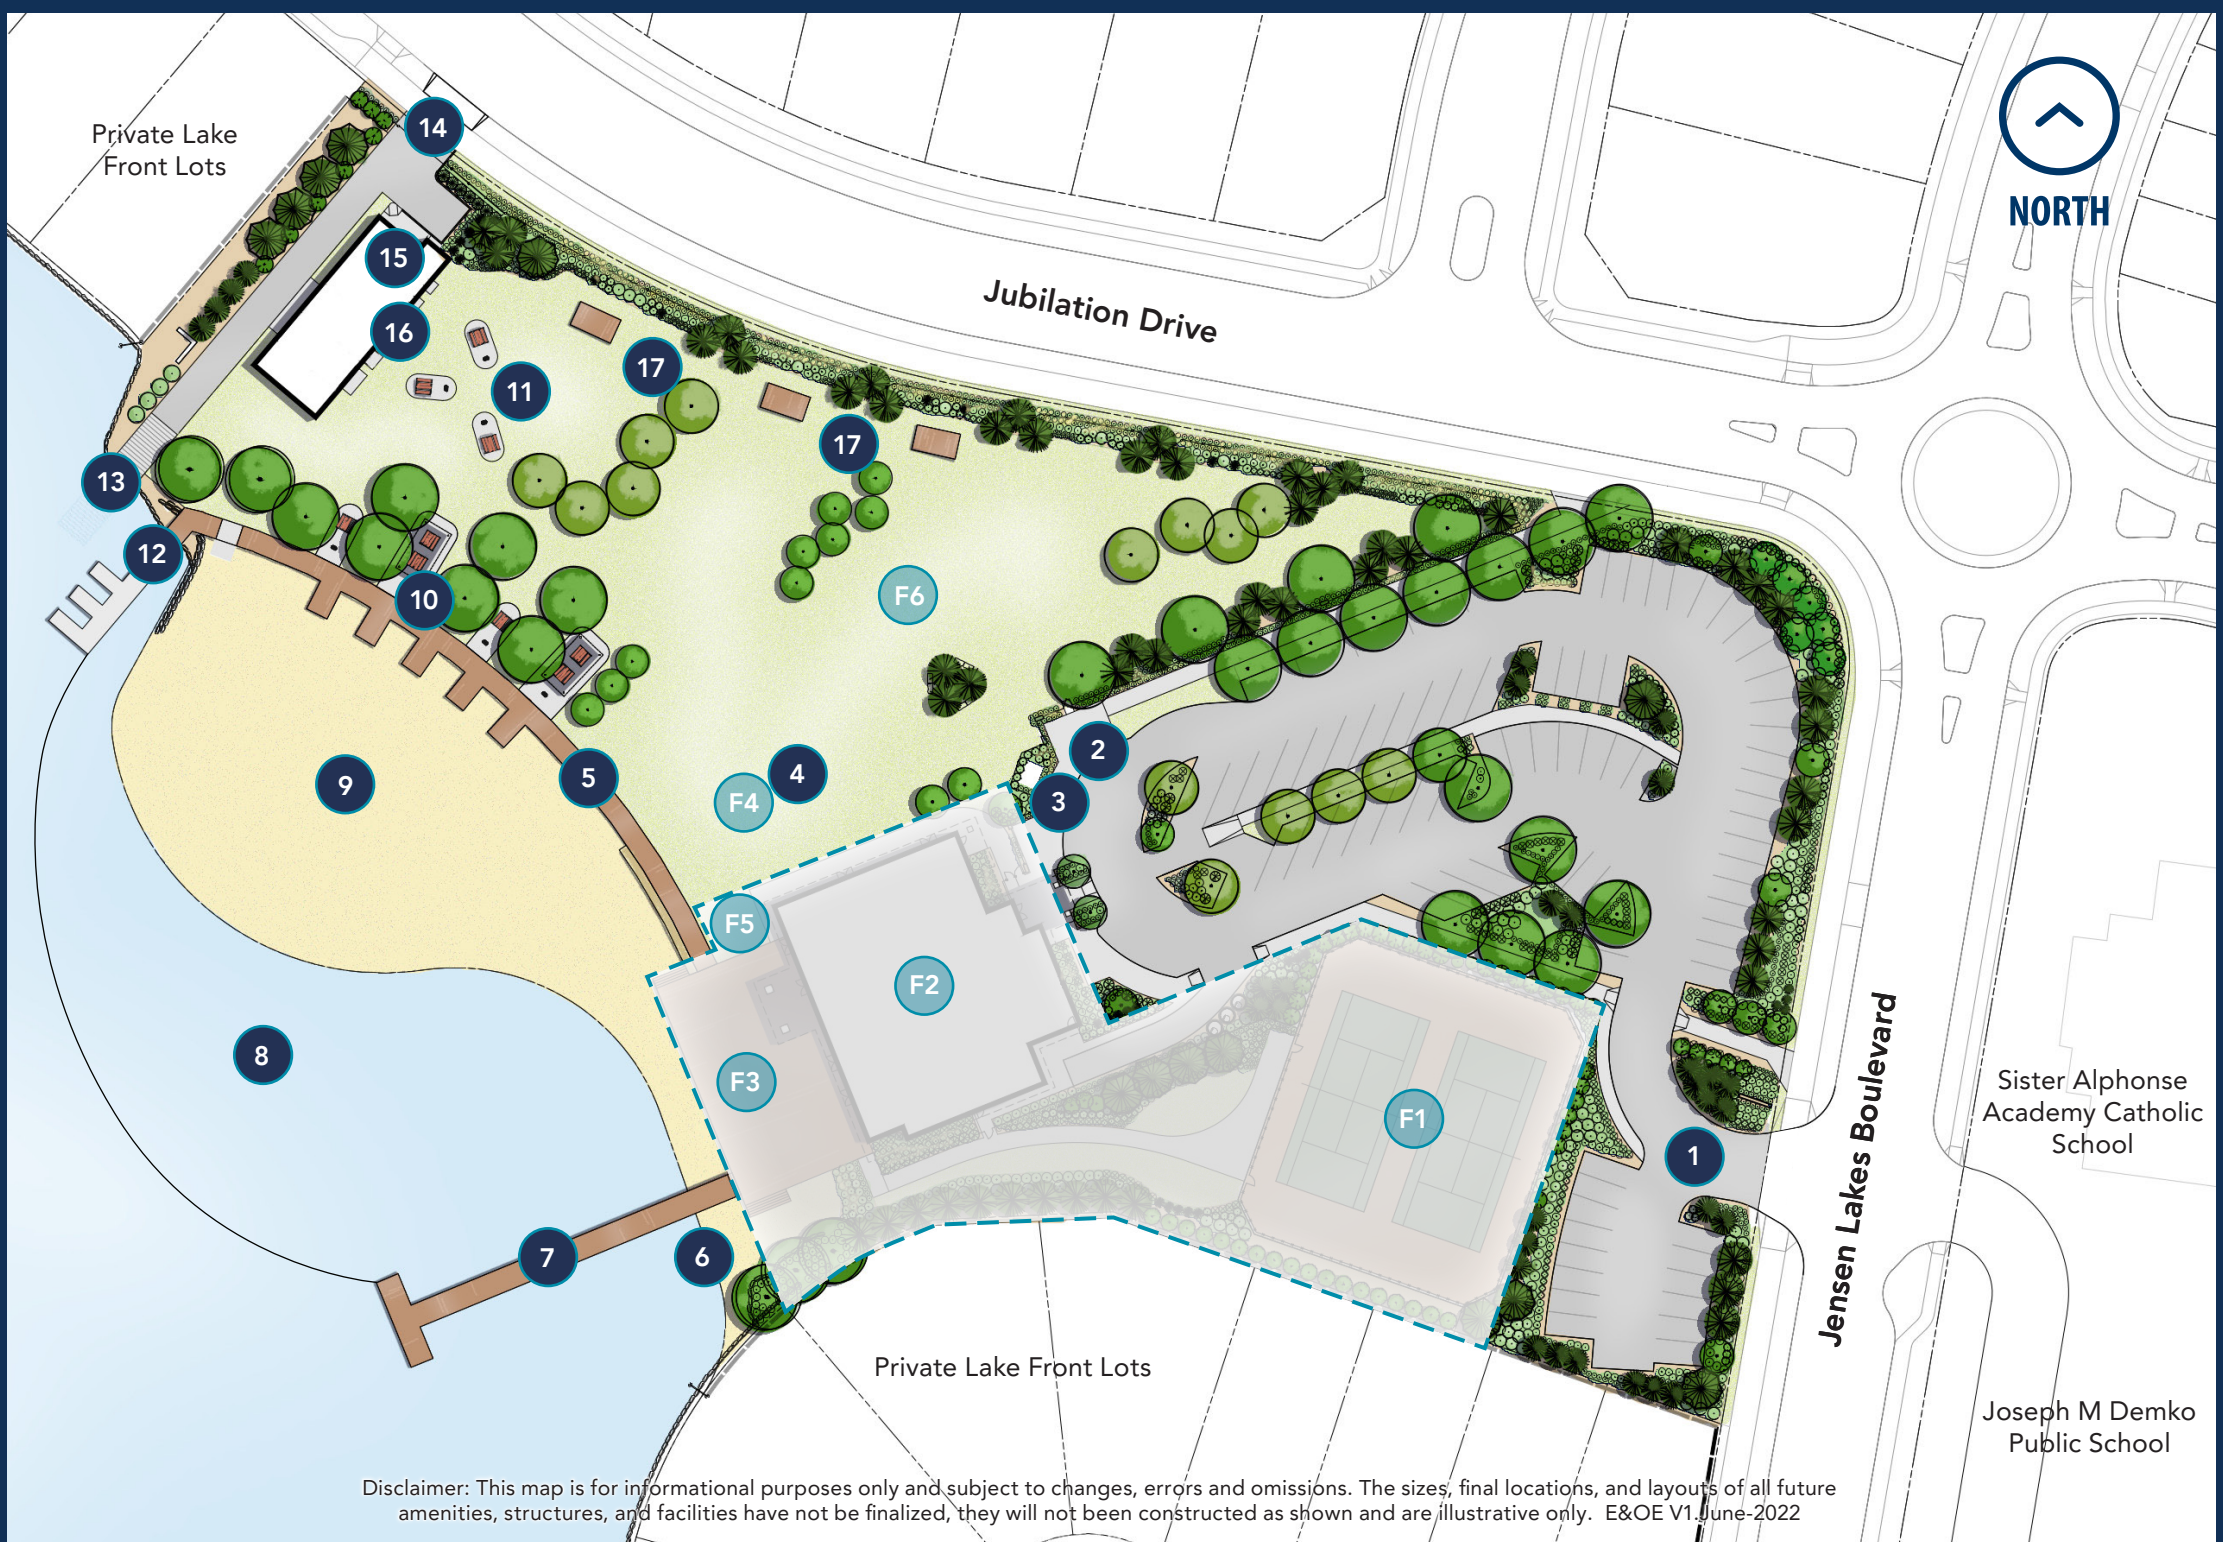 NORTH
Private Lake
Front Lots
14
15
16
Jubilation Drive
17
11
17
13
12
10
F6
2
4
5
9
F4
3
F5
F2
8
F3
F1
1
Jensen Lakes Boulevard
Sister Alphonse
Academy Catholic
School
7
6
Private Lake Front Lots
Joseph M Demko
Public School
Disclaimer: This map is for informational purposes only and subject to changes, errors and omissions. The sizes, final locations, and layouts of all future
amenities, structures, and facilities have not be finalized, they will not been constructed as shown and are illustrative only. E&OE V1.June-2022